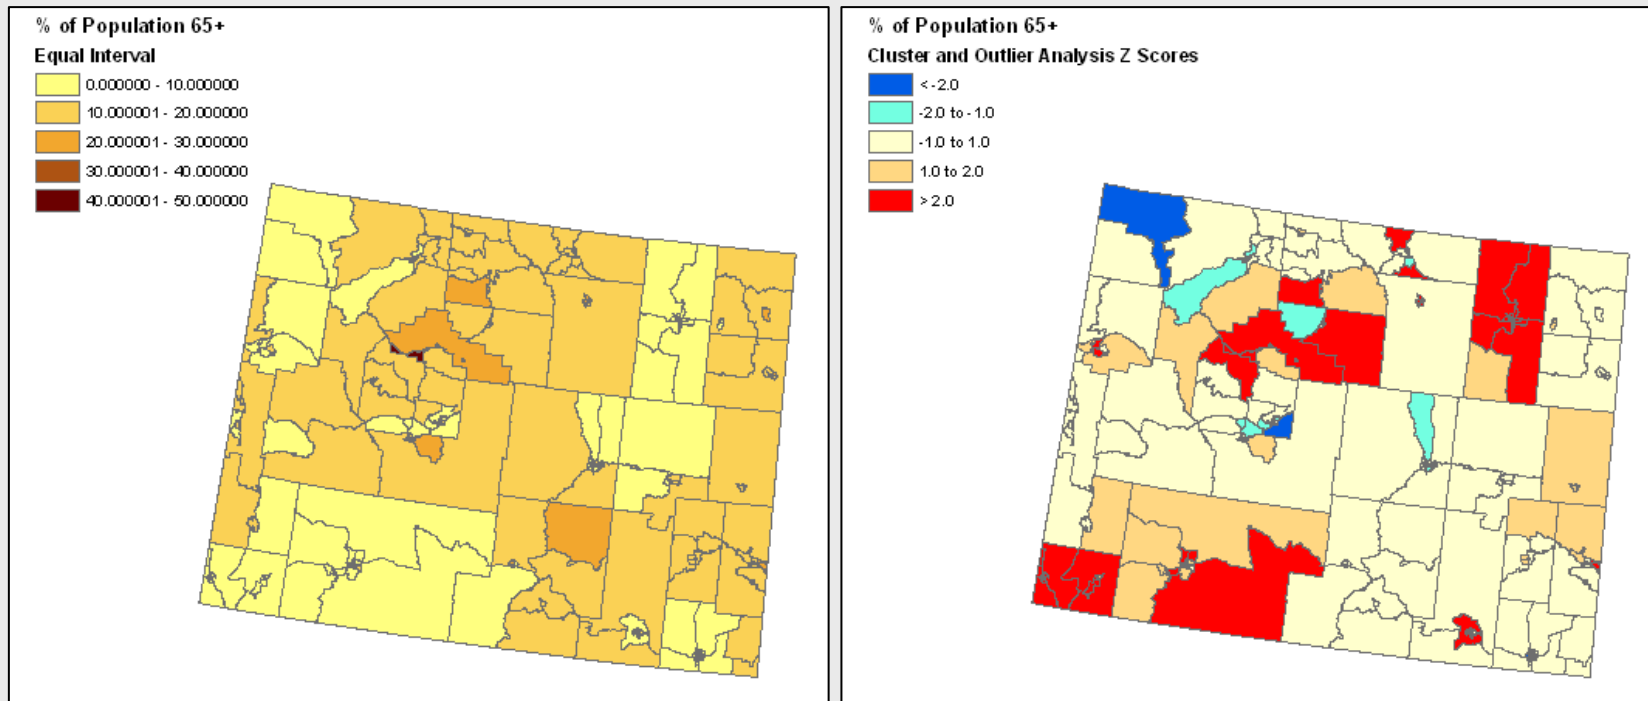 % of Population 65+
Equal Interval
0.000000 - 10.000000
10.000001 - 20.000000
20.000001 - 30.000000
30.000001 - 40.000000
40.000001 - 50.000000
% of Population 65+
Cluster and Outlier Analysis Z Scores
< -2.0
-2.0 to -1.0
-1.0 to 1.0
1.0 to 2.0
> 2.0